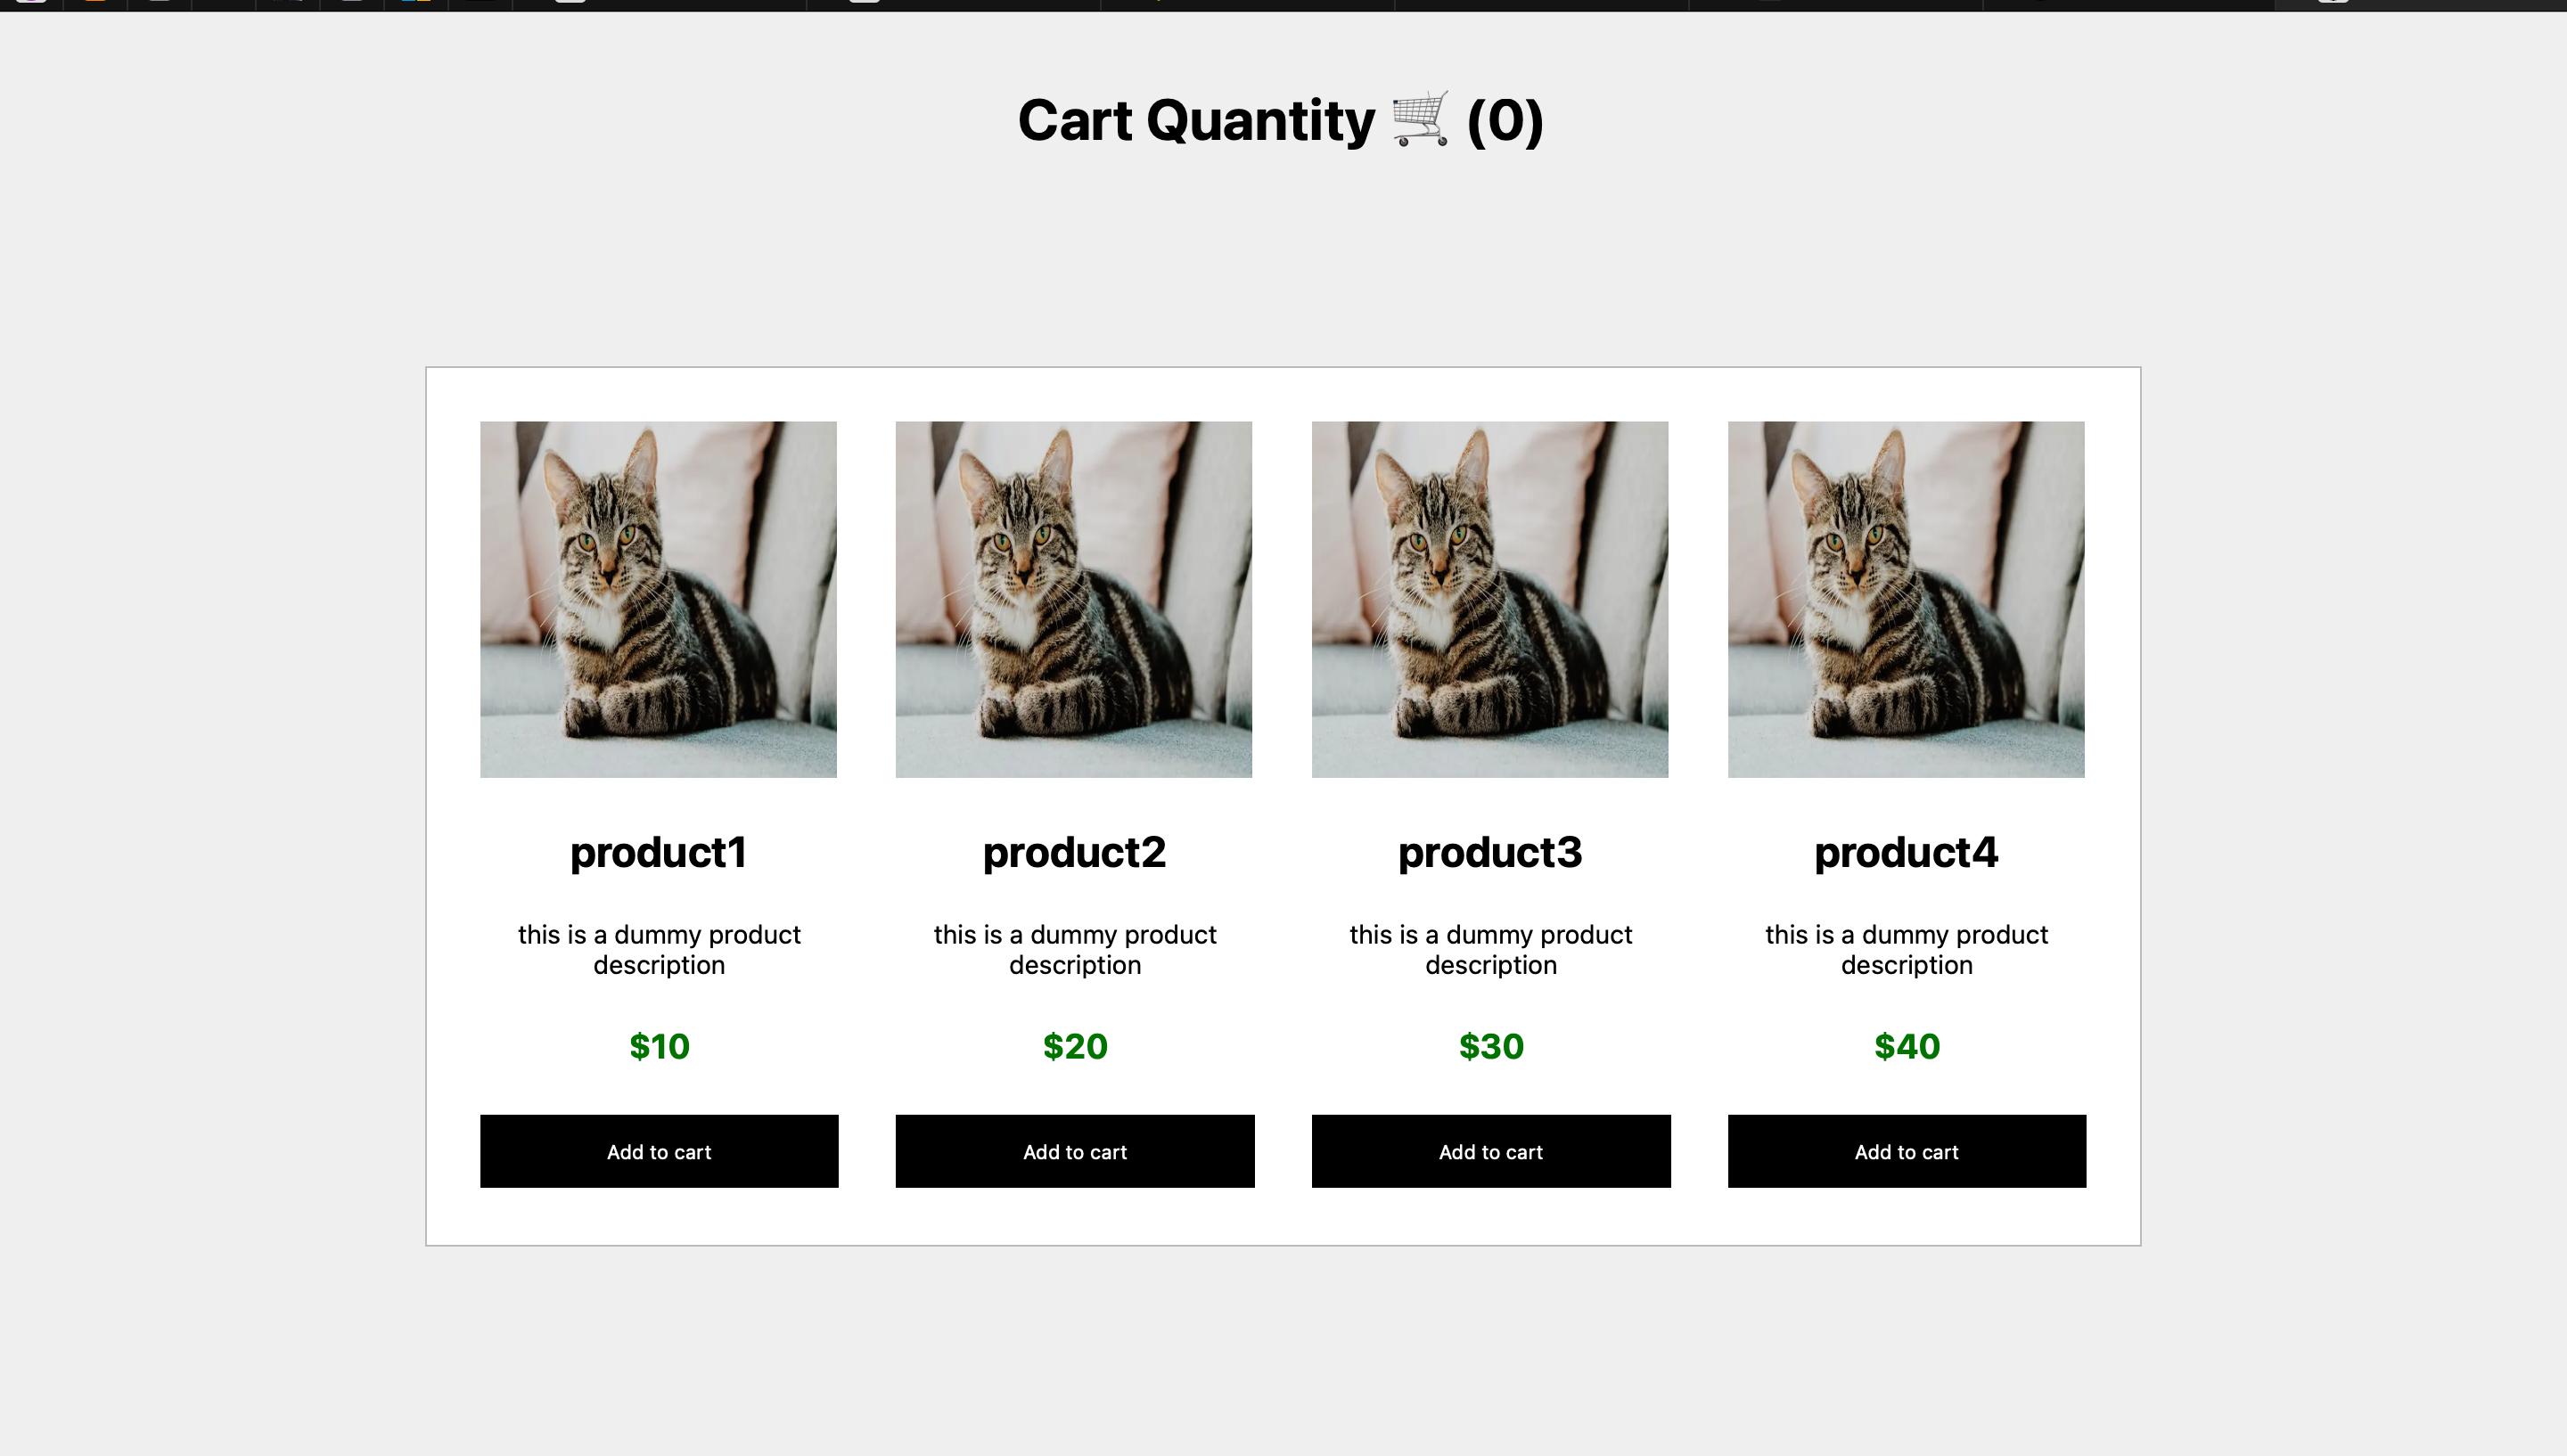 Cart Quantity 🛒 (0)
product1
this is a dummy product
description
$10
Add to cart
product2
this is a dummy product
description
$20
Add to cart
product3
this is a dummy product
description
$30
Add to cart
product4
this is a dummy product
description
$40
Add to cart